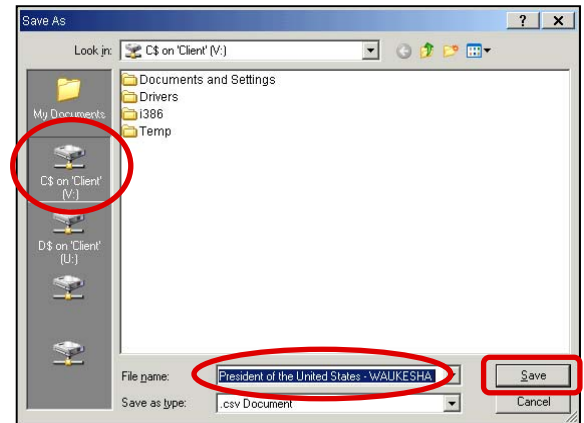 Save As ? X
Look in: C$ on 'Client' (V:)
My Documents
C$ on 'Client'
(V:)
D$ on 'Client'
(U:)
Documents and Settings
Drivers
i386
Temp
File name: President of the United States - WAUKESHA
Save
Save as type: .csv Document
Cancel